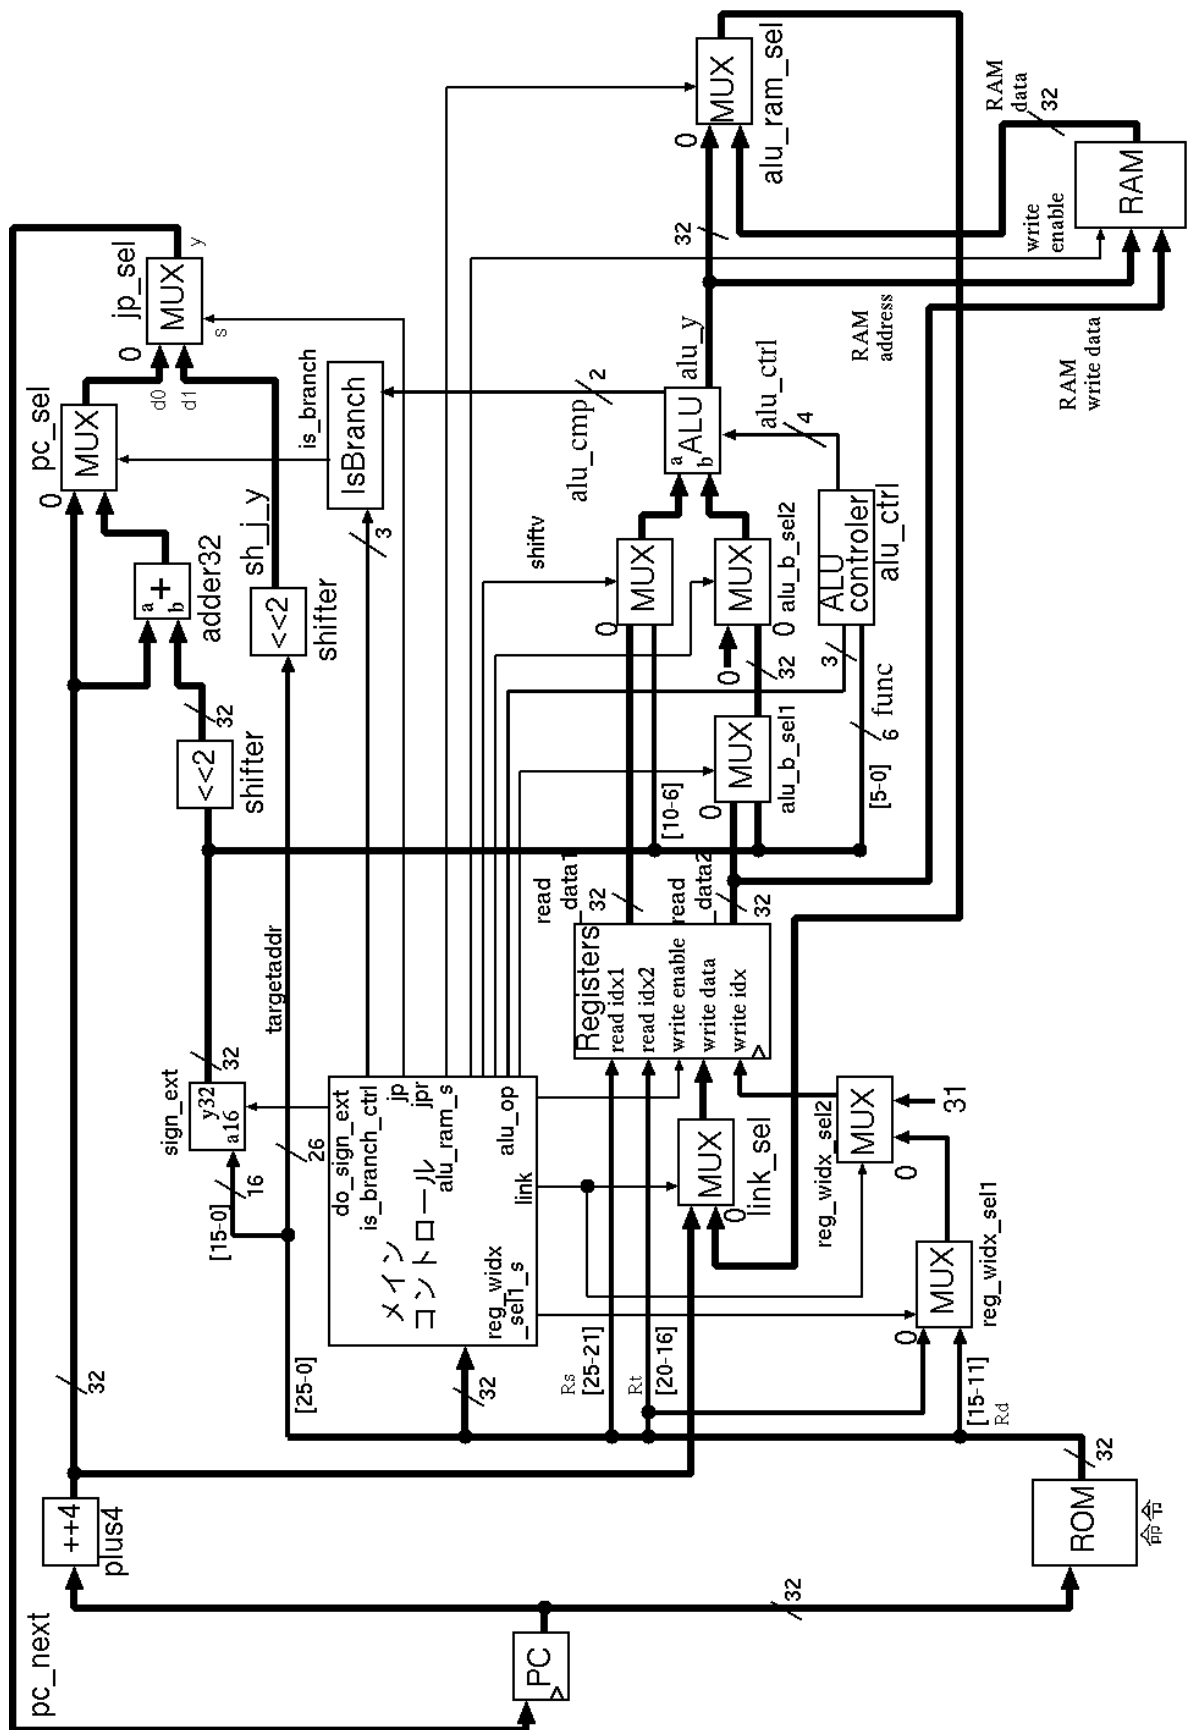 pc_next
PC
++4
plus4
32
32
ROM
命令
32
[25-0]
32
Rs
[25-21]
Rt
[20-16]
[15-11]
Rd
[15-0]
16
26
sign_ext
a16
y32
32
targetaddr
メイン
コントロール
do_sign_ext
is_branch_ctrl
jp
jpr
alu_ram_s
alu_op
link
reg_widx
_sel1_s
0
MUX
link_sel
0
MUX
reg_widx_sel1
0
MUX
reg_widx_sel2
31
Registers
read idx1
read idx2
write enable
write data
write idx
read
_data1
32
read
_data2
32
<<2
shifter
32
a
b
+
adder32
<<2
shifter
sh_j_y
0
MUX
pc_sel
d0
d1
0
MUX
jp_sel
s
y
3
IsBranch
is_branch
[10-6]
0
MUX
shiftv
0
MUX
alu_b_sel1
32
0
MUX
0
alu_b_sel2
[5-0]
6
func
3
ALU
controler
alu_ctrl
4
alu_ctrl
a
b
ALU
alu_cmp
2
alu_y
32
0
MUX
alu_ram_sel
RAM
address
RAM
write data
write
enable
RAM
RAM
data
32